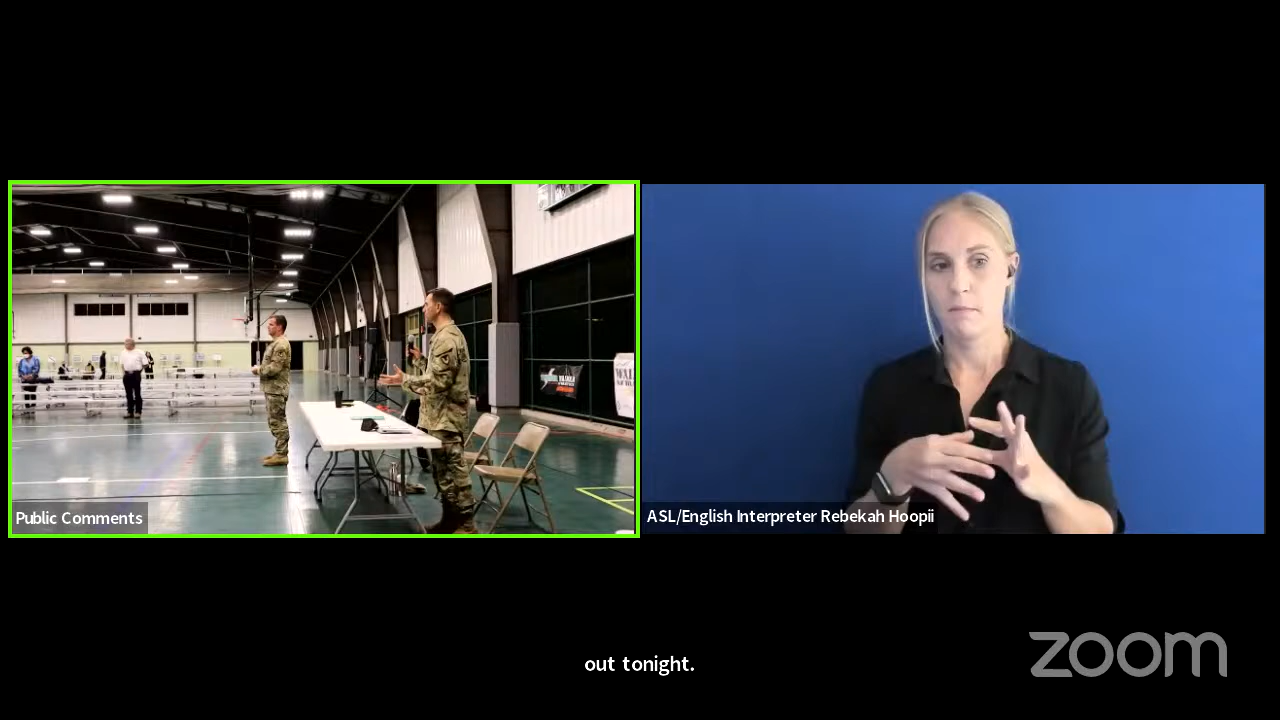 Public Comments
ASL/English Interpreter Rebekah Hoopii
out tonight.
zoom